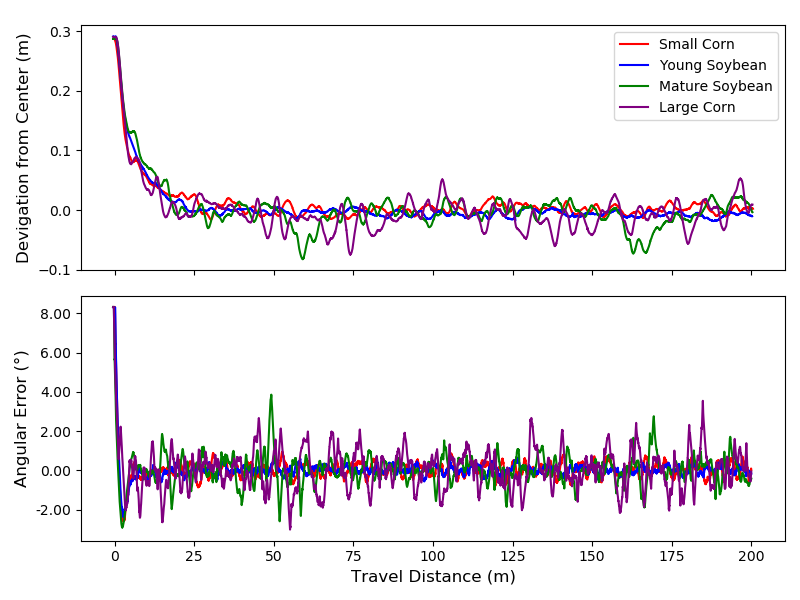 0.3
0.2
0.1
0.0
−0.1
Devigation from Center (m)
Small Corn
Young Soybean
Mature Soybean
Large Corn
8.00
6.00
4.00
2.00
0.00
-2.00
Angular Error (°)
0 25 50 75 100 125 150 175 200
Travel Distance (m)